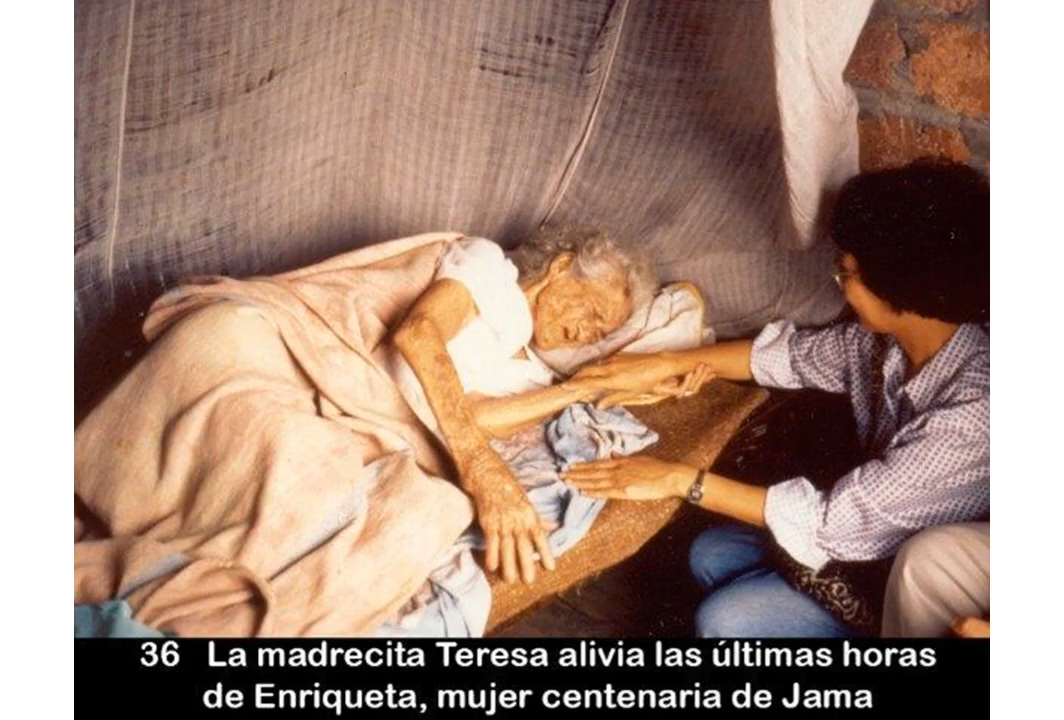 36 La madrecita Teresa alivia las últimas horas
de Enriqueta, mujer centenaria de Jama